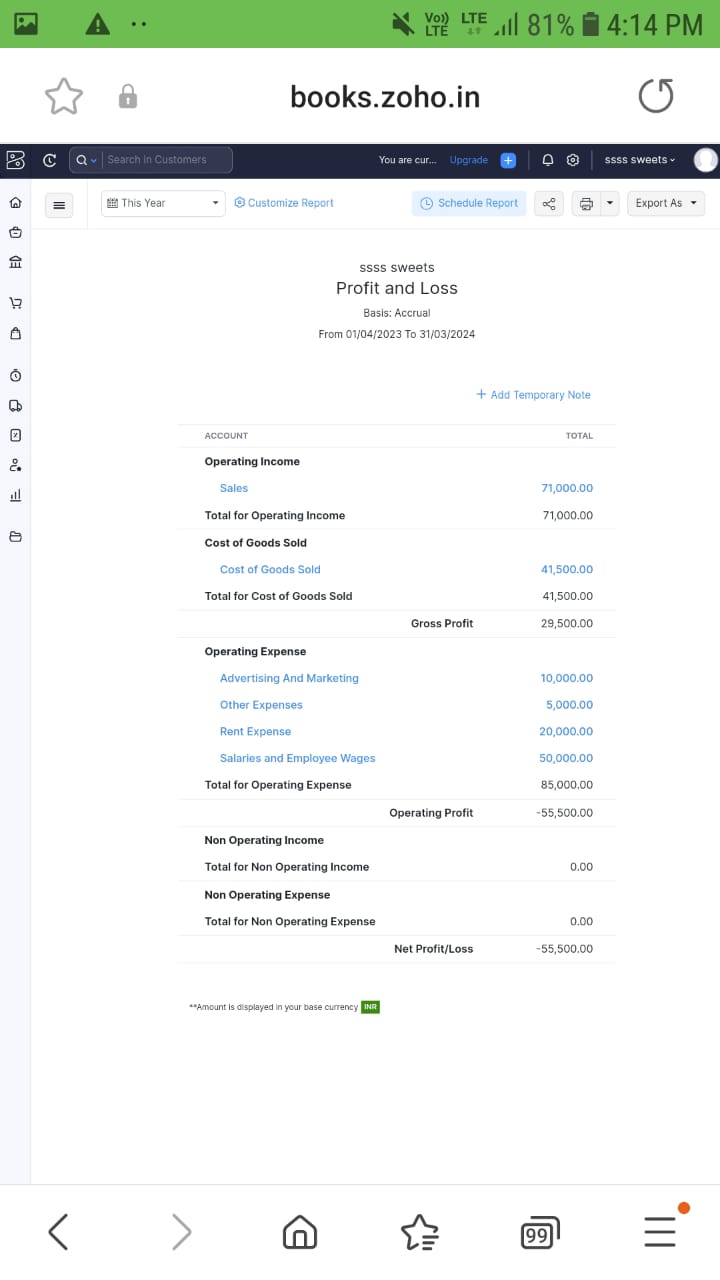 Vo)) LTE LTE 81% 4:14 PM
books.zoho.in
Search in Customers You are cur... Upgrade ssss sweets
This Year Customize Report Schedule Report Export As
ssss sweets
Profit and Loss
Basis: Accrual
From 01/04/2023 To 31/03/2024
+ Add Temporary Note
ACCOUNT TOTAL
Operating Income
Sales 71,000.00
Total for Operating Income 71,000.00
Cost of Goods Sold
Cost of Goods Sold 41,500.00
Total for Cost of Goods Sold 41,500.00
Gross Profit 29,500.00
Operating Expense
Advertising And Marketing 10,000.00
Other Expenses 5,000.00
Rent Expense 20,000.00
Salaries and Employee Wages 50,000.00
Total for Operating Expense 85,000.00
Operating Profit -55,500.00
Non Operating Income
Total for Non Operating Income 0.00
Non Operating Expense
Total for Non Operating Expense 0.00
Net Profit/Loss -55,500.00
**Amount is displayed in your base currency INR
99